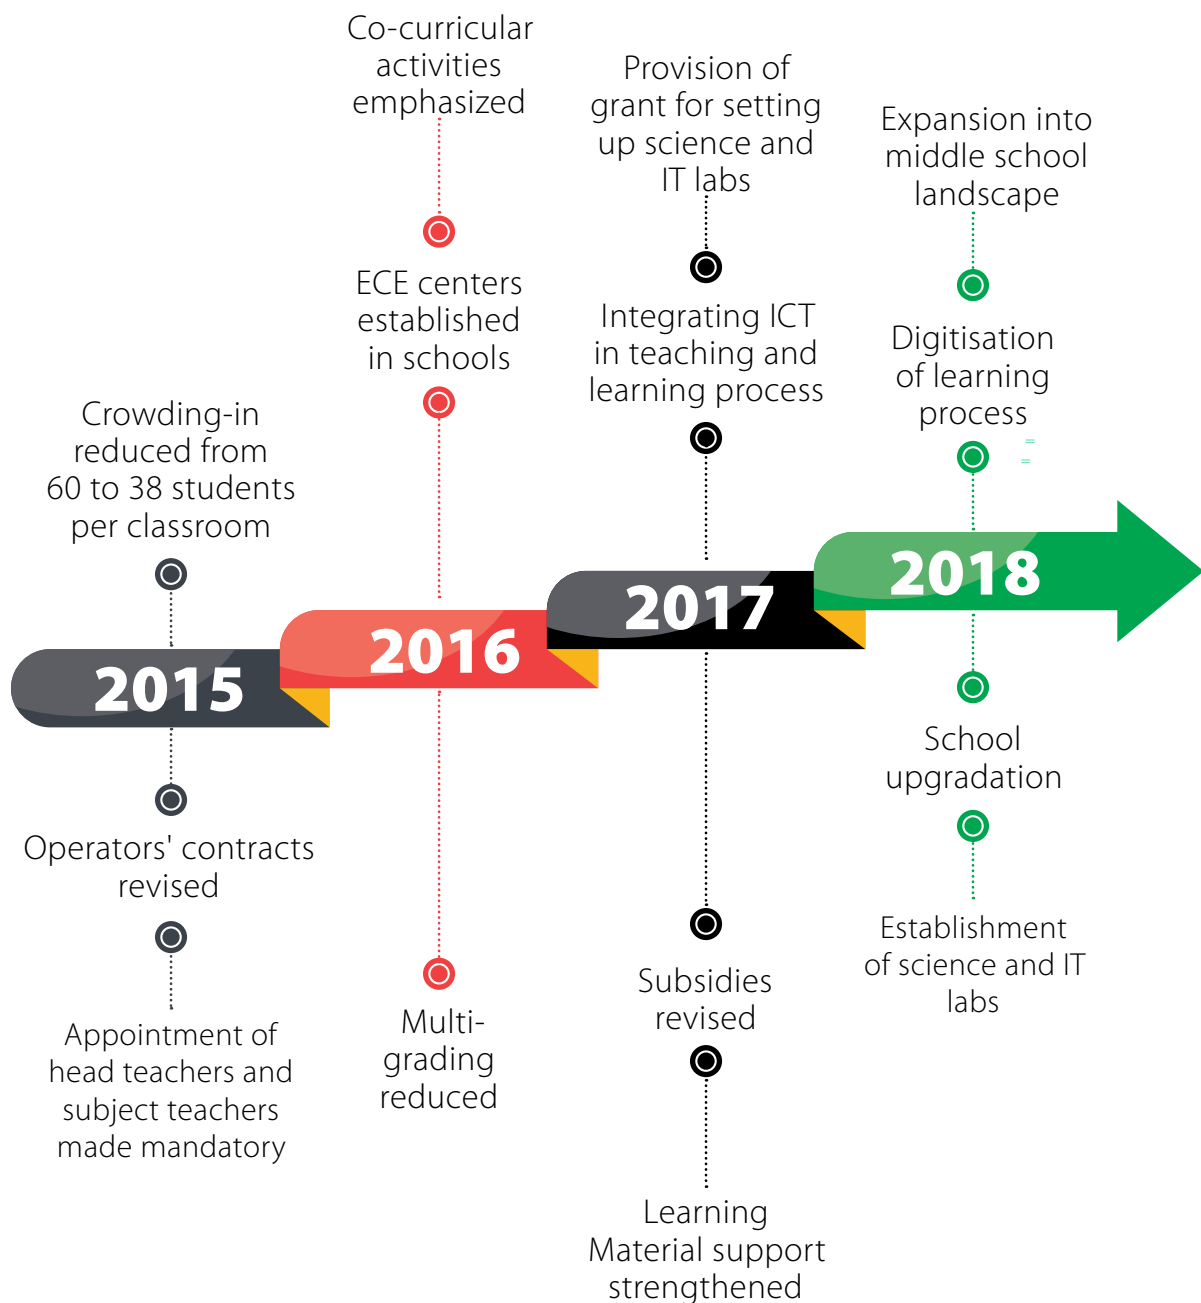 Crowding-in
reduced from
60 to 38 students
per classroom
2015
Operators' contracts
revised
Appointment of
head teachers and
subject teachers
made mandatory
Co-curricular
activities
emphasized
ECE centers
established
in schools
2016
Multi-
grading
reduced
Provision of
grant for setting
up science and
IT labs
Integrating ICT
in teaching and
learning process
2017
Subsidies
revised
Learning
Material support
strengthened
Expansion into
middle school
landscape
Digitisation
of learning
process
2018
School
upgradation
Establishment
of science and IT
labs